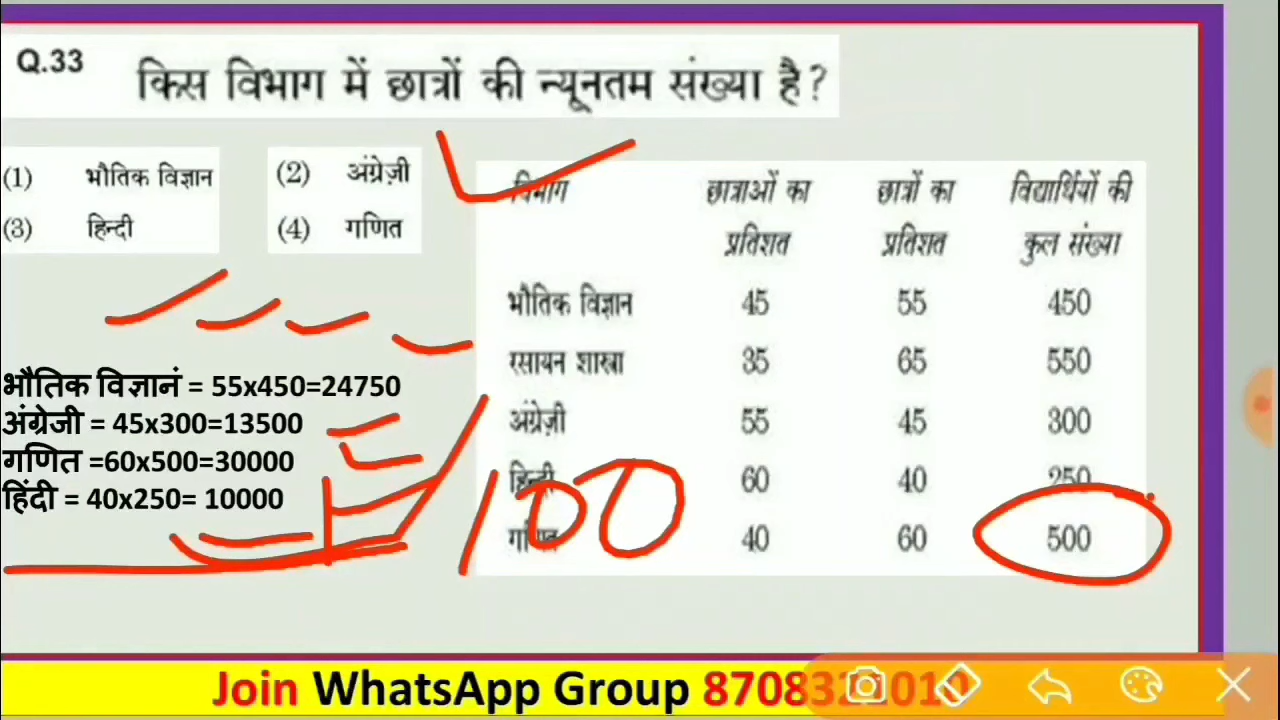 Q.33 किस विभाग में छात्रों की न्यूनतम संख्या है?
(1) भौतिक विज्ञान (2) अंग्रेज़ी
(3) हिन्दी (4) गणित
विभाग छात्राओं का प्रतिशत छात्रों का प्रतिशत विद्यार्थियों की कुल संख्या
भौतिक विज्ञान 45 55 450
रसायन शास्त्रा 35 65 550
अंग्रेज़ी 55 45 300
हिन्दी 60 40 250
गणित 40 60 500
भौतिक विज्ञानं = 55x450=24750
अंग्रेजी = 45x300=13500
गणित =60x500=30000
हिंदी = 40x250= 10000
100
Join WhatsApp Group